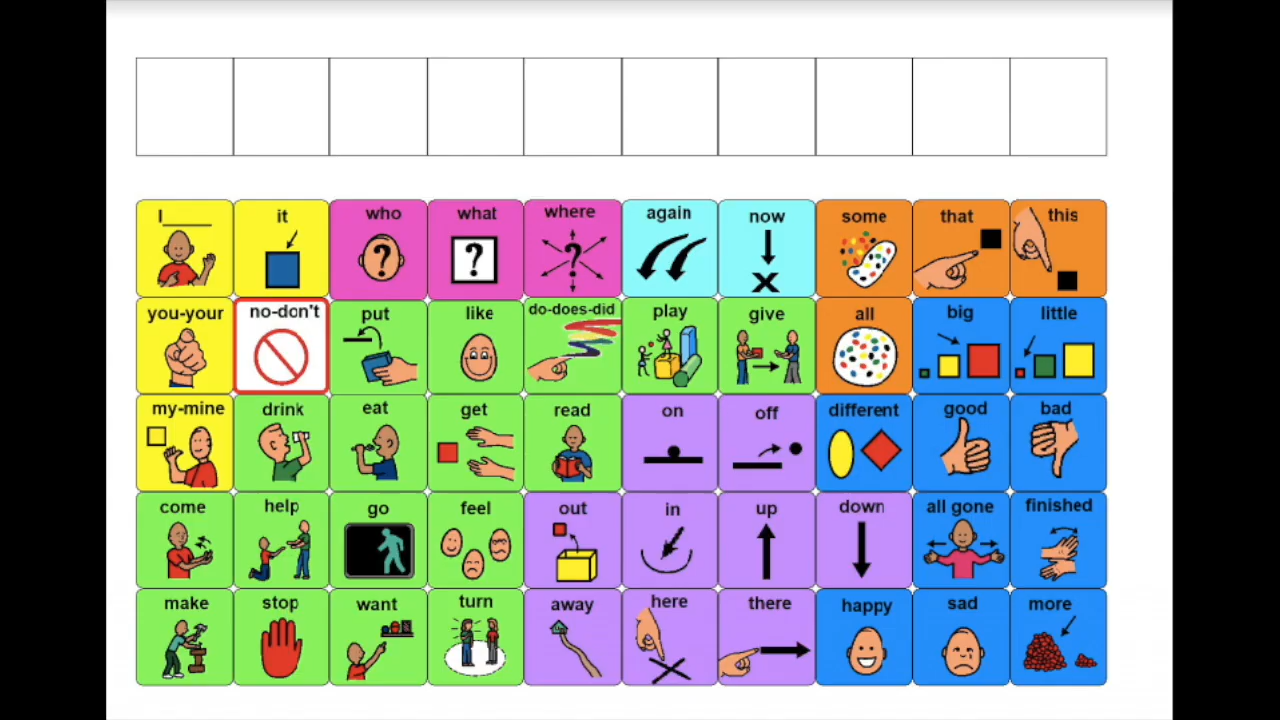 I____ it who what where again now some that this
you-your no-don't put like do-does-did play give all big little
my-mine drink eat get read on off different good bad
come help go feel out in up down all gone finished
make stop want turn away here there happy sad more